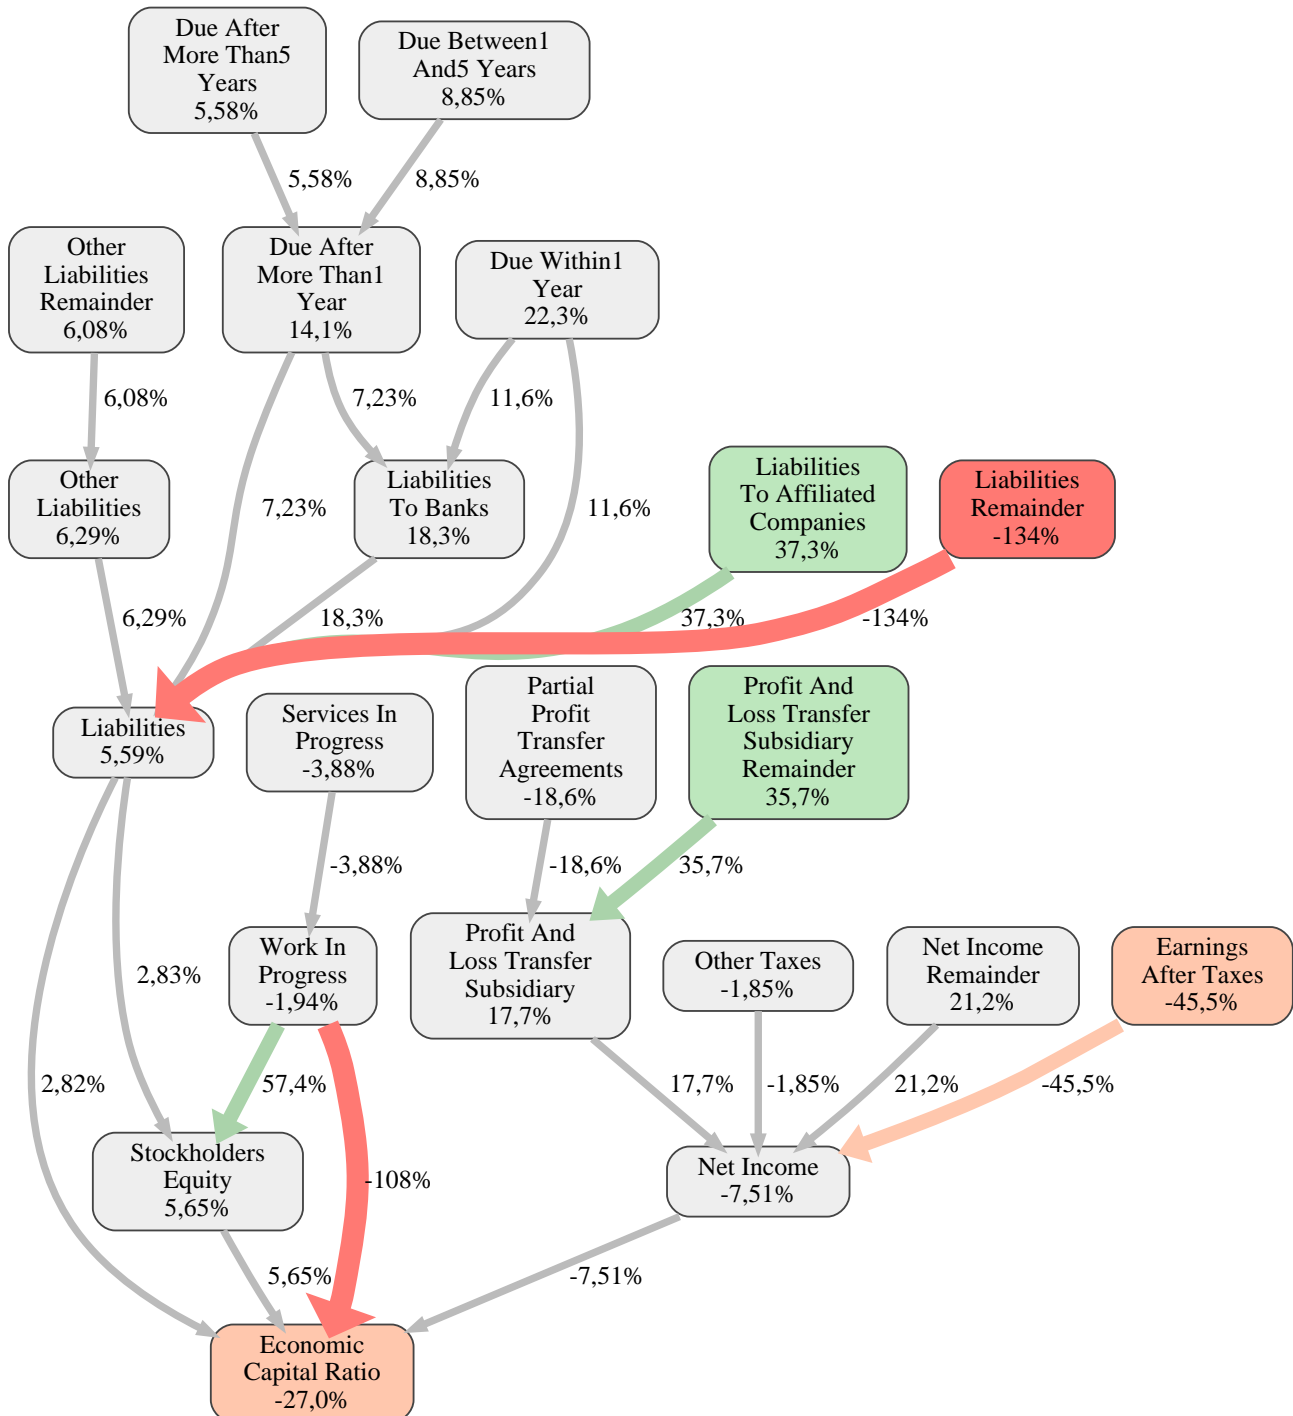 Due After
More Than5
Years
5,58%
Due Between1
And5 Years
8,85%
5,58%
8,85%
Other
Liabilities
Remainder
6,08%
Due After
More Than1
Year
14,1%
Due Within1
Year
22,3%
6,08%
7,23%
11,6%
Other
Liabilities
6,29%
7,23%
Liabilities
To Banks
18,3%
11,6%
Liabilities
To Affiliated
Companies
37,3%
Liabilities
Remainder
-134%
6,29%
18,3%
37,3%
-134%
Liabilities
5,59%
Services In
Progress
-3,88%
Partial
Profit
Transfer
Agreements
-18,6%
Profit And
Loss Transfer
Subsidiary
Remainder
35,7%
-3,88%
-18,6%
35,7%
2,83%
Work In
Progress
-1,94%
Profit And
Loss Transfer
Subsidiary
17,7%
Other Taxes
-1,85%
Net Income
Remainder
21,2%
Earnings
After Taxes
-45,5%
2,82%
57,4%
17,7%
-1,85%
21,2%
-45,5%
Stockholders
Equity
5,65%
-108%
Net Income
-7,51%
5,65%
-7,51%
Economic
Capital Ratio
-27,0%